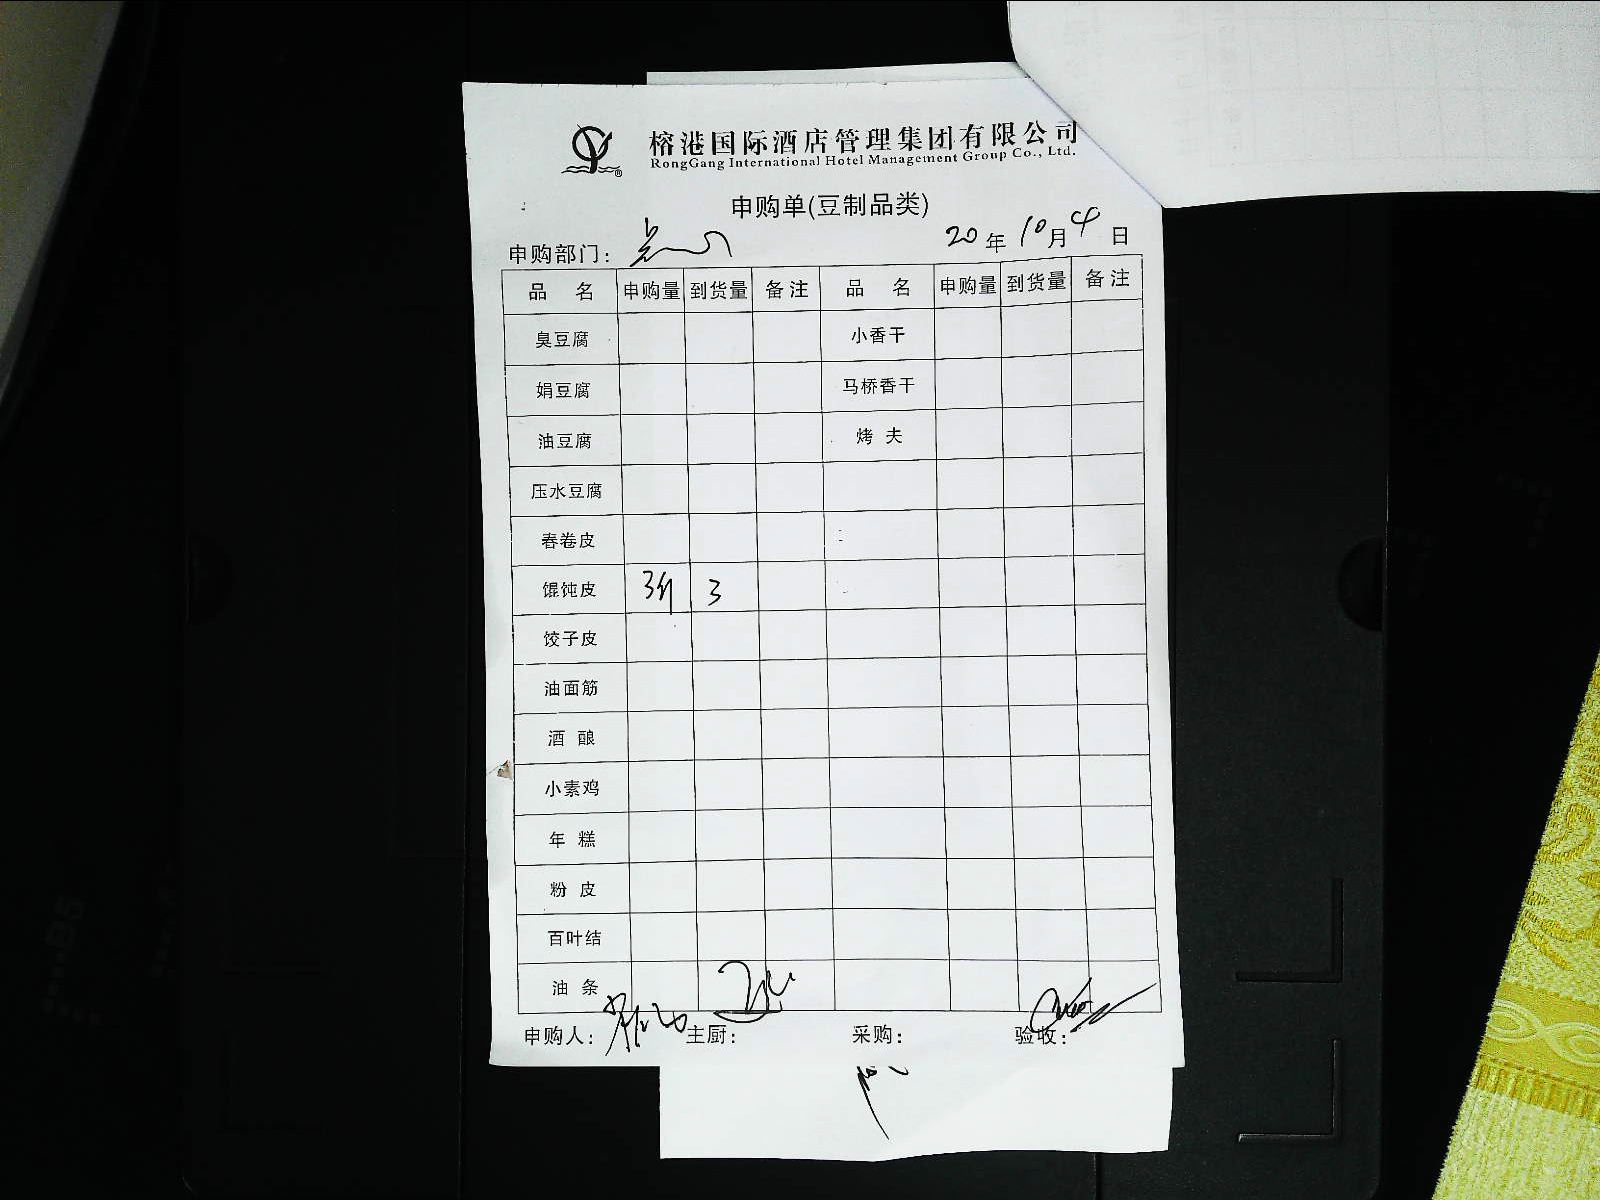 榕港国际酒店管理集团有限公司
RongGang International Hotel Management Group Co., Ltd.
申购单(豆制品类)
申购部门： 20 年 10 月 4 日
品 名 申购量 到货量 备注 品 名 申购量 到货量 备注
臭豆腐 小香干
娟豆腐 马桥香干
油豆腐 烤 夫
压水豆腐
春卷皮
馄饨皮 3斤 3
饺子皮
油面筋
酒 酿
小素鸡
年 糕
粉 皮
百叶结
油 条
申购人： 主厨： 采购： 验收：